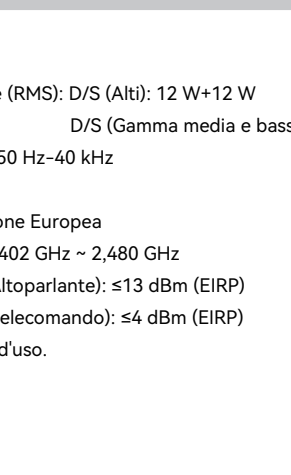 (RMS): D/S (Alti): 12 W+12 W
D/S (Gamma media e bass
50 Hz-40 kHz
one Europea
402 GHz ~ 2,480 GHz
ltoparlante): ≤13 dBm (EIRP)
elecomando): ≤4 dBm (EIRP)
d'uso.